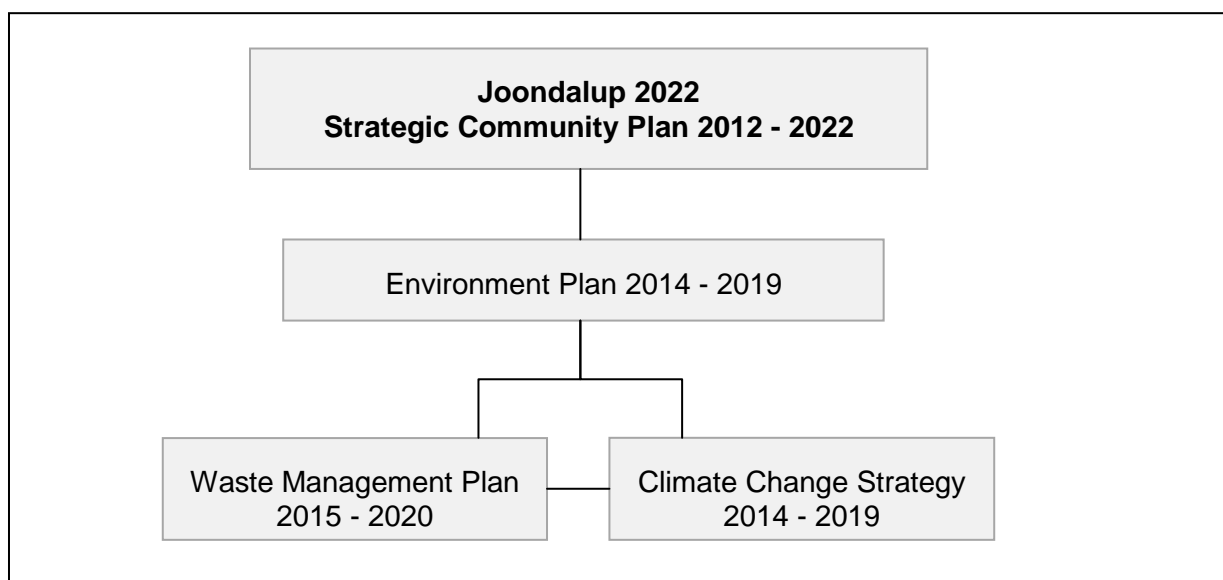 Joondalup 2022
Strategic Community Plan 2012 - 2022
Environment Plan 2014 - 2019
Waste Management Plan
2015 - 2020
Climate Change Strategy
2014 - 2019